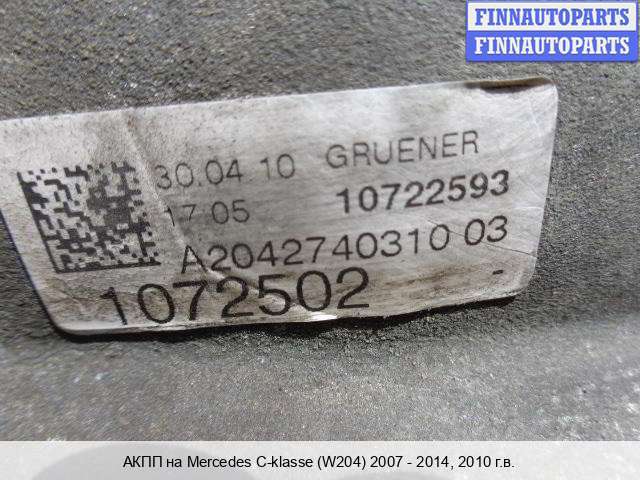 FINNAUTOPARTS
FINNAUTOPARTS
30.04.10 GRUENER
17:05 10722593
A2042740310 03
1072502 -
АКПП на Mercedes C-klasse (W204) 2007 - 2014, 2010 г.в.